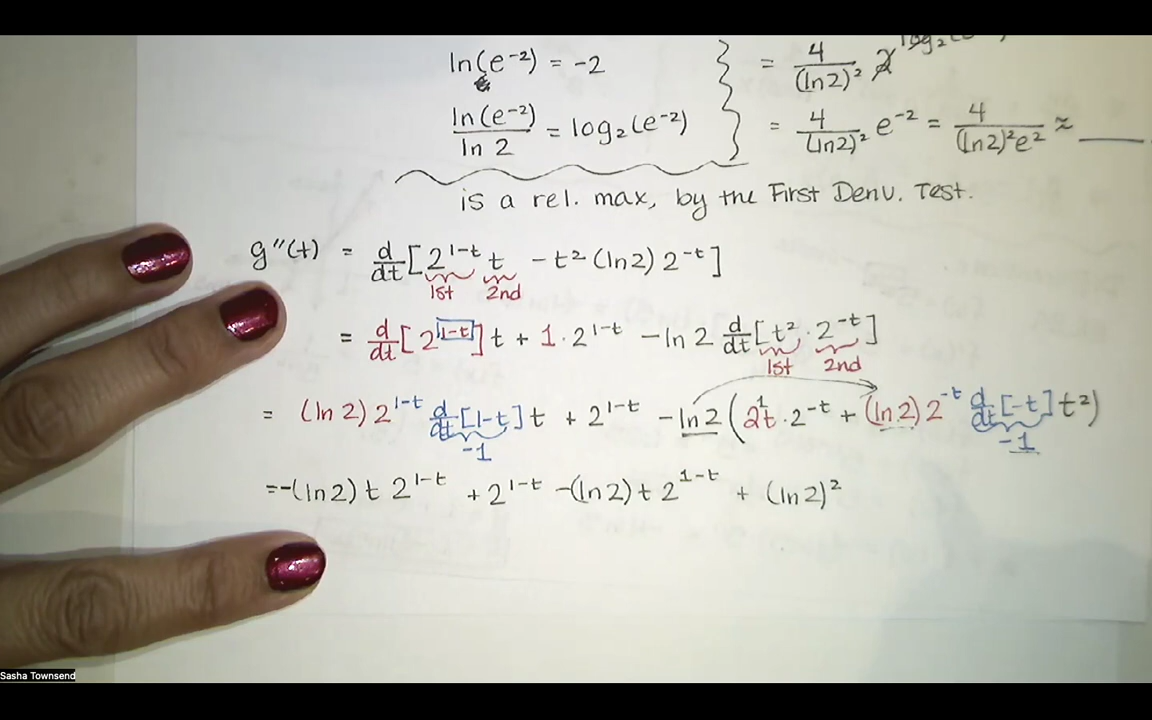 ln(e⁻²) = -2
= 4/(ln2)² 2^log₂(e
ln(e⁻²)/ln 2 = log₂(e⁻²)
= 4/(ln2)² e⁻² = 4/((ln2)²e²) ≈ ____
is a rel. max, by the First Deriv. Test.
g''(t) = d/dt[2^(1-t) t - t² (ln2) 2^(-t)]
1st 2nd
= d/dt[2^(1-t)]t + 1·2^(1-t) - ln 2 d/dt[t²·2^(-t)]
1st 2nd
= (ln 2) 2^(1-t) d/dt[1-t]t + 2^(1-t) - ln 2 (2¹t·2^(-t) + (ln 2) 2^(-t) d/dt[-t]t²)
-1 -1
= -(ln 2) t 2^(1-t) + 2^(1-t) - (ln 2) t 2^(1-t) + (ln 2)²
Sasha Townsend